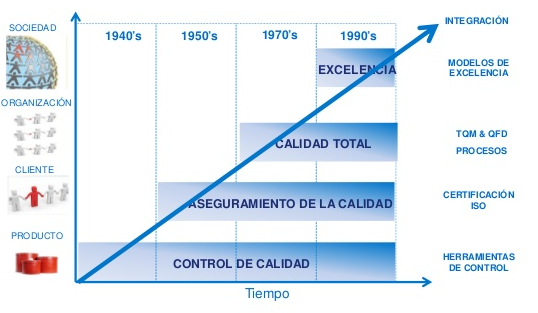 SOCIEDAD
INTEGRACIÓN
1940's
1950's
1970's
1990's
EXCELENCIA
MODELOS DE
EXCELENCIA
ORGANIZACIÓN
CALIDAD TOTAL
TQM & QFD
PROCESOS
CLIENTE
ASEGURAMIENTO DE LA CALIDAD
CERTIFICACIÓN
ISO
PRODUCTO
CONTROL DE CALIDAD
HERRAMIENTAS
DE CONTROL
Tiempo